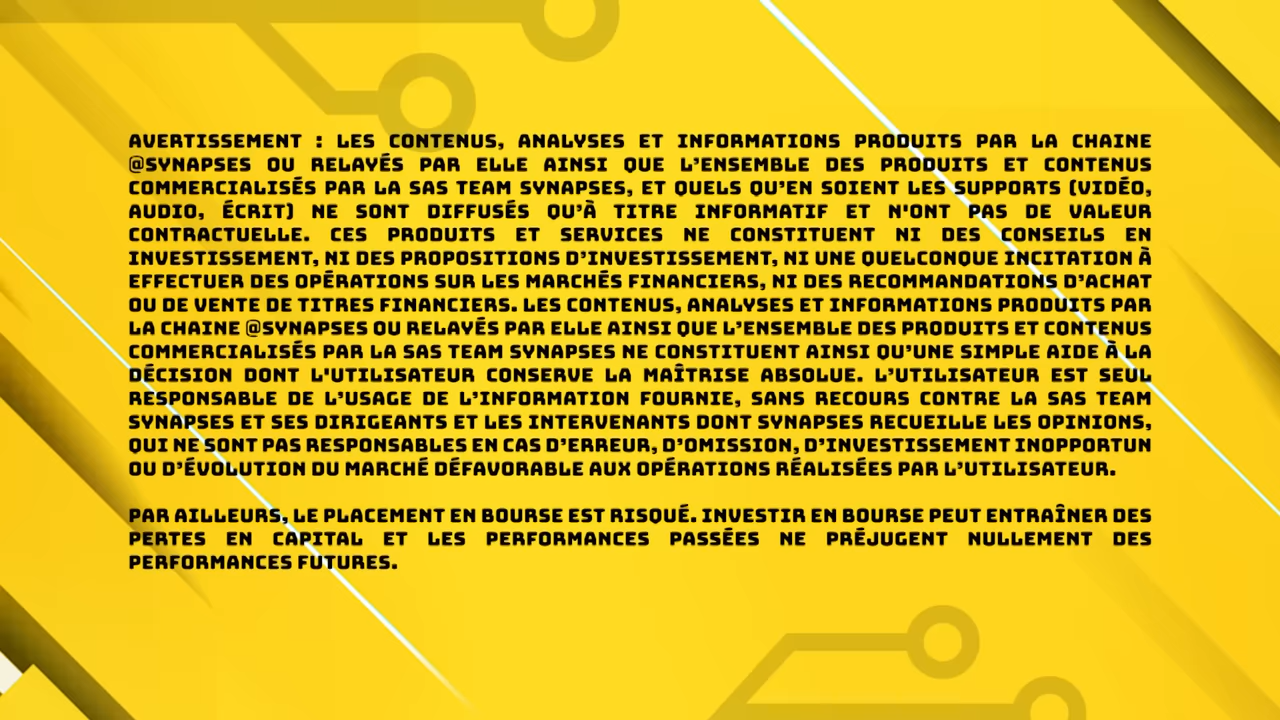 AVERTISSEMENT : LES CONTENUS, ANALYSES ET INFORMATIONS PRODUITS PAR LA CHAINE
@SYNAPSES OU RELAYÉS PAR ELLE AINSI QUE L'ENSEMBLE DES PRODUITS ET CONTENUS
COMMERCIALISÉS PAR LA SAS TEAM SYNAPSES, ET QUELS QU'EN SOIENT LES SUPPORTS (VIDÉO,
AUDIO, ÉCRIT) NE SONT DIFFUSÉS QU'À TITRE INFORMATIF ET N'ONT PAS DE VALEUR
CONTRACTUELLE. CES PRODUITS ET SERVICES NE CONSTITUENT NI DES CONSEILS EN
INVESTISSEMENT, NI DES PROPOSITIONS D'INVESTISSEMENT, NI UNE QUELCONQUE INCITATION À
EFFECTUER DES OPÉRATIONS SUR LES MARCHÉS FINANCIERS, NI DES RECOMMANDATIONS D'ACHAT
OU DE VENTE DE TITRES FINANCIERS. LES CONTENUS, ANALYSES ET INFORMATIONS PRODUITS PAR
LA CHAINE @SYNAPSES OU RELAYÉS PAR ELLE AINSI QUE L'ENSEMBLE DES PRODUITS ET CONTENUS
COMMERCIALISÉS PAR LA SAS TEAM SYNAPSES NE CONSTITUENT AINSI QU'UNE SIMPLE AIDE À LA
DÉCISION DONT L'UTILISATEUR CONSERVE LA MAÎTRISE ABSOLUE. L'UTILISATEUR EST SEUL
RESPONSABLE DE L'USAGE DE L'INFORMATION FOURNIE, SANS RECOURS CONTRE LA SAS TEAM
SYNAPSES ET SES DIRIGEANTS ET LES INTERVENANTS DONT SYNAPSES RECUEILLE LES OPINIONS,
QUI NE SONT PAS RESPONSABLES EN CAS D'ERREUR, D'OMISSION, D'INVESTISSEMENT INOPPORTUN
OU D'ÉVOLUTION DU MARCHÉ DÉFAVORABLE AUX OPÉRATIONS RÉALISÉES PAR L'UTILISATEUR.
PAR AILLEURS, LE PLACEMENT EN BOURSE EST RISQUÉ. INVESTIR EN BOURSE PEUT ENTRAÎNER DES
PERTES EN CAPITAL ET LES PERFORMANCES PASSÉES NE PRÉJUGENT NULLEMENT DES
PERFORMANCES FUTURES.